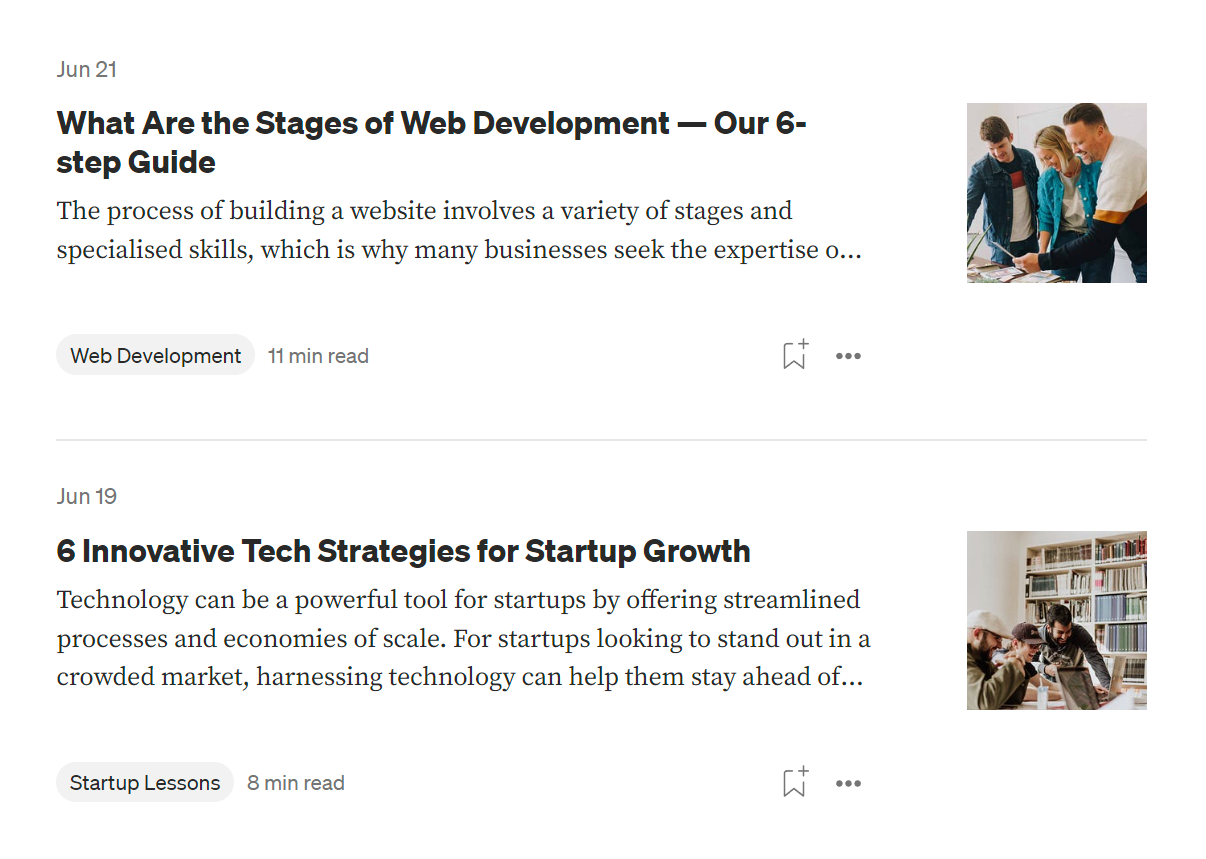 Jun 21
What Are the Stages of Web Development — Our 6-
step Guide
The process of building a website involves a variety of stages and
specialised skills, which is why many businesses seek the expertise o…
Web Development 11 min read
Jun 19
6 Innovative Tech Strategies for Startup Growth
Technology can be a powerful tool for startups by offering streamlined
processes and economies of scale. For startups looking to stand out in a
crowded market, harnessing technology can help them stay ahead of…
Startup Lessons 8 min read